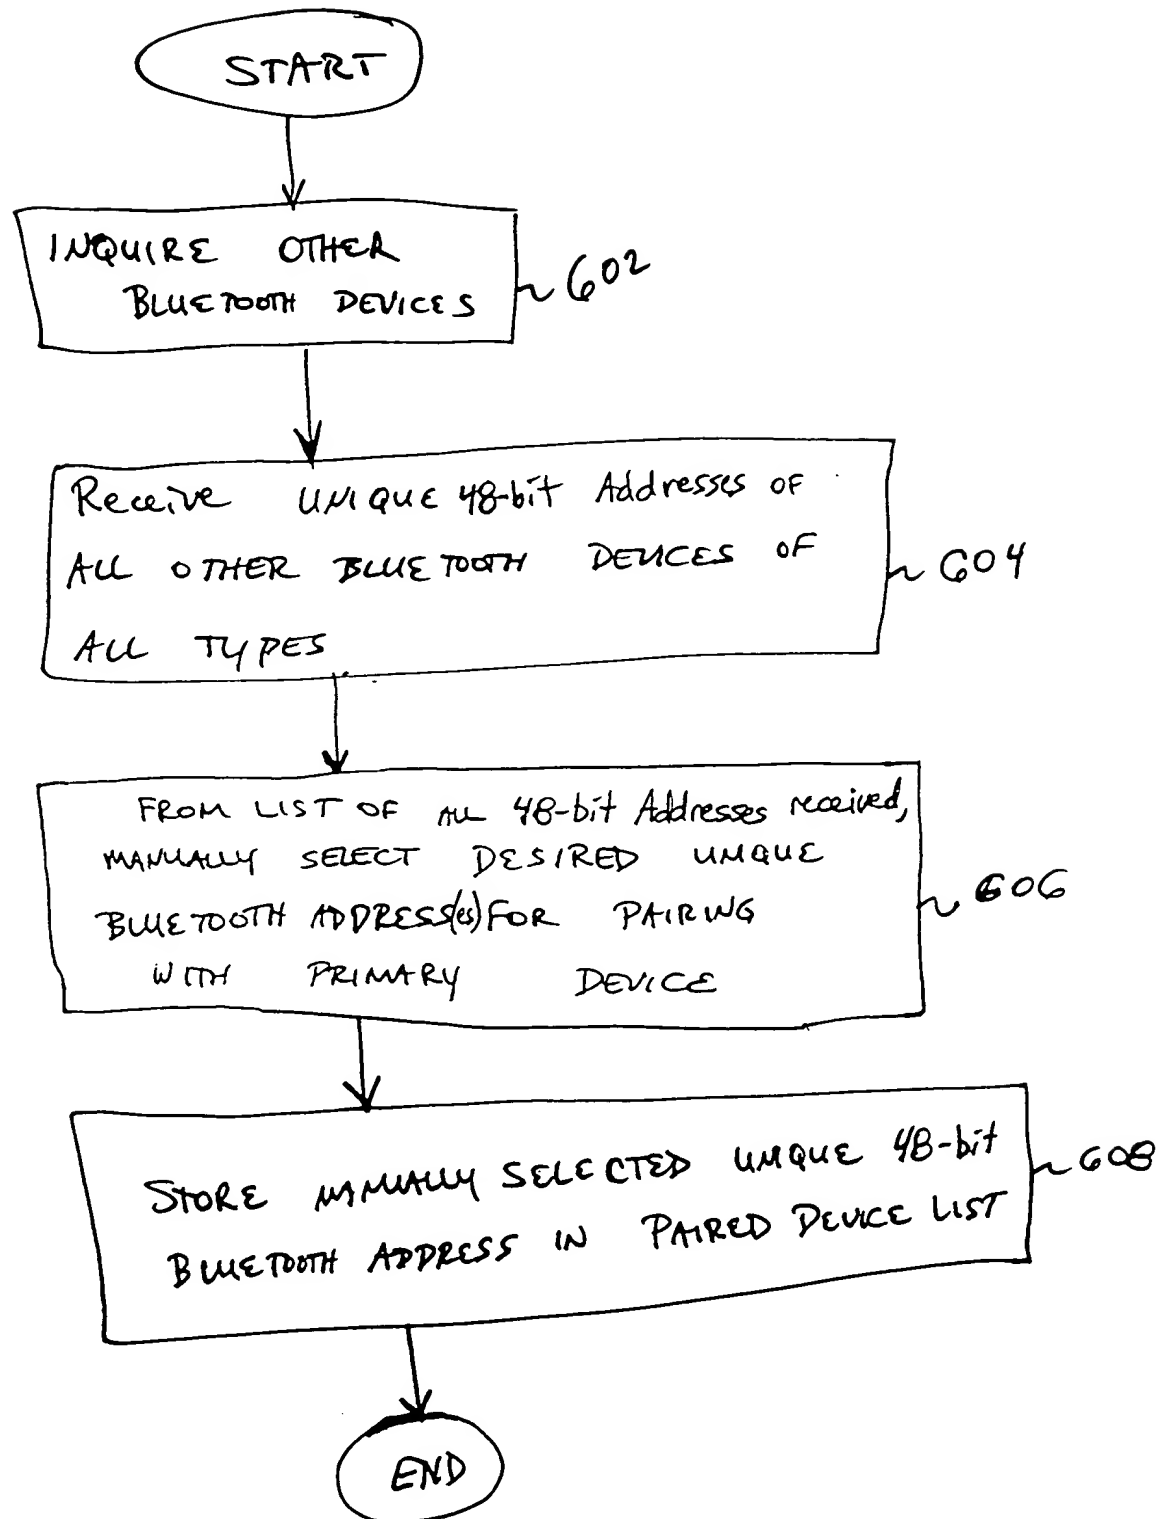 START
INQUIRE OTHER
BLUETOOTH DEVICES
602
Receive UNIQUE 48-bit Addresses OF
ALL OTHER BLUETOOTH DEVICES OF
ALL TYPES
604
FROM LIST OF ALL 48-bit Addresses received,
MANUALLY SELECT DESIRED UNIQUE
BLUETOOTH ADDRESS(es) FOR PAIRING
WITH PRIMARY DEVICE
606
STORE MANUALLY SELECTED UNIQUE 48-bit
BLUETOOTH ADDRESS IN PAIRED DEVICE LIST
608
END